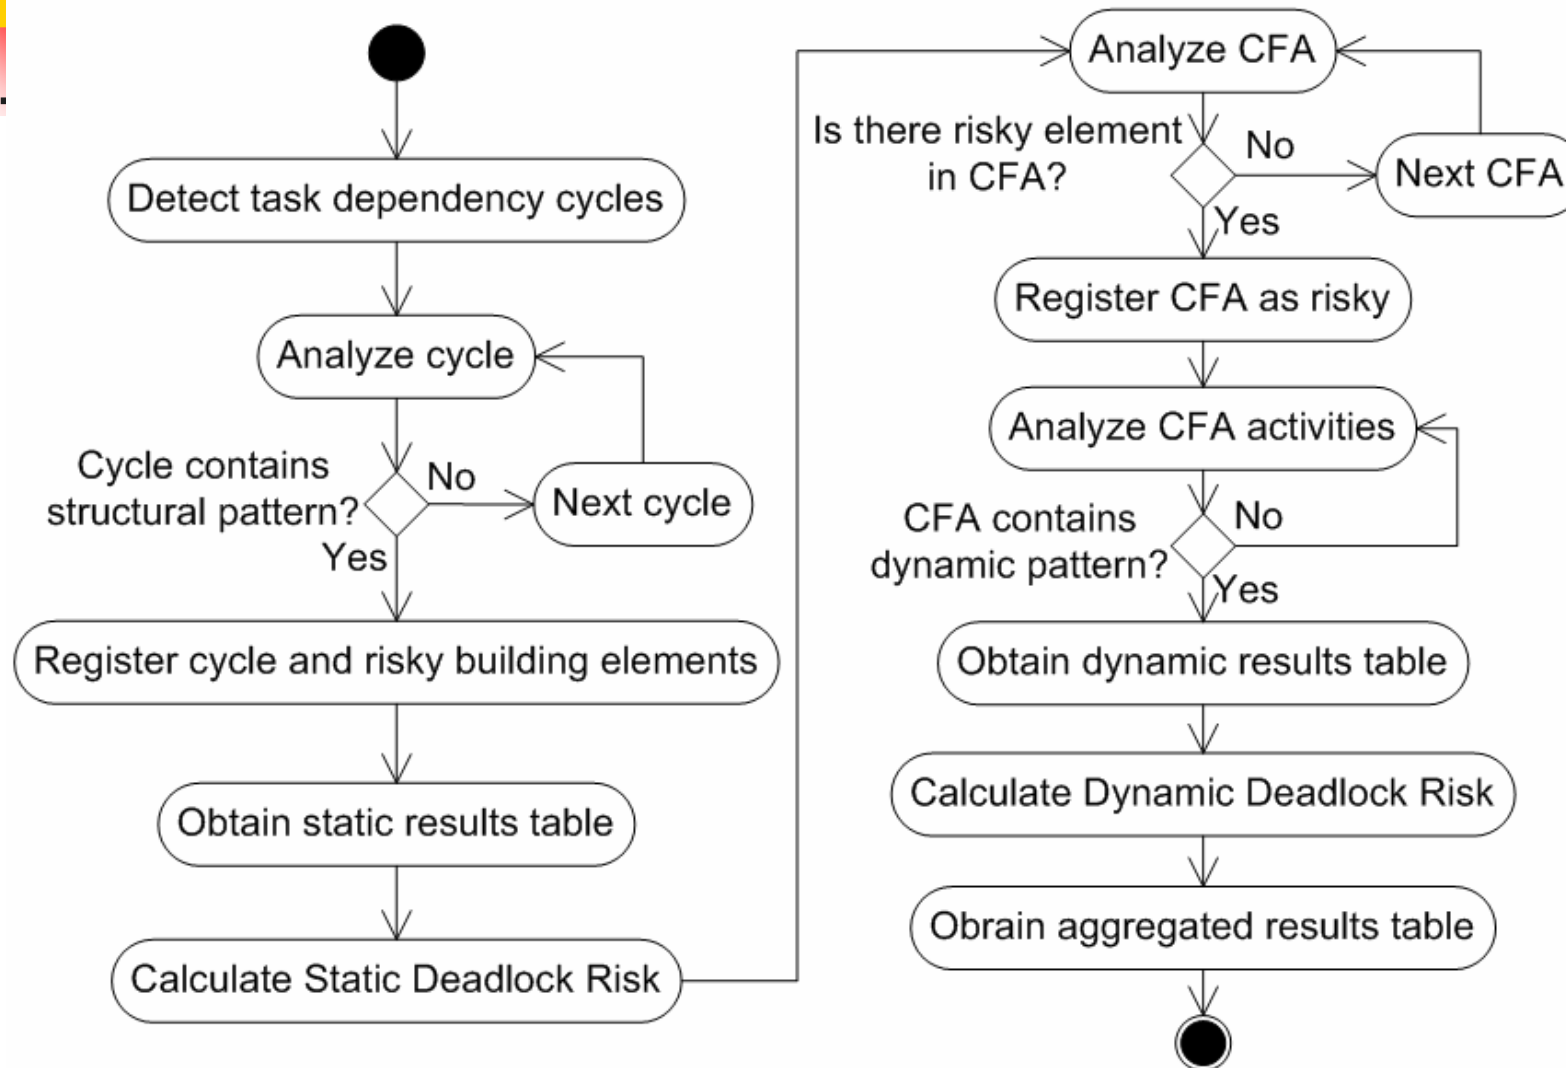 Detect task dependency cycles
Analyze cycle
Cycle contains
structural pattern?
No
Next cycle
Yes
Register cycle and risky building elements
Obtain static results table
Calculate Static Deadlock Risk
Analyze CFA
Is there risky element
in CFA?
No
Next CFA
Yes
Register CFA as risky
Analyze CFA activities
CFA contains
dynamic pattern?
No
Yes
Obtain dynamic results table
Calculate Dynamic Deadlock Risk
Obrain aggregated results table